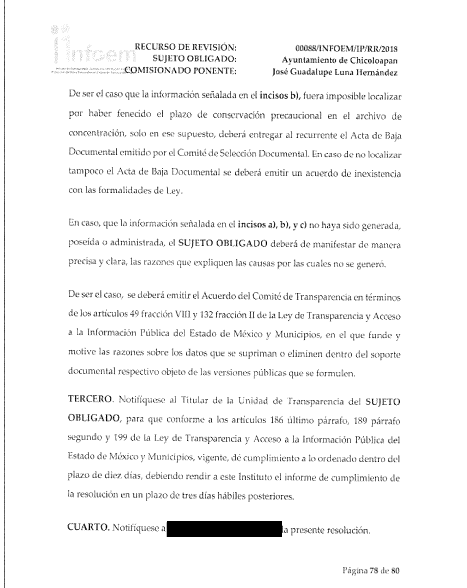 infoem
RECURSO DE REVISIÓN: 00088/INFOEM/IP/RR/2018
SUJETO OBLIGADO: Ayuntamiento de Chicoloapan
COMISIONADO PONENTE: José Guadalupe Luna Hernández
De ser el caso que la información señalada en el incisos b), fuera imposible localizar
por haber fenecido el plazo de conservación precaucional en el archivo de
concentración, solo en ese supuesto, deberá entregar al recurrente el Acta de Baja
Documental emitido por el Comité de Selección Documental. En caso de no localizar
tampoco el Acta de Baja Documental se deberá emitir un acuerdo de inexistencia
con las formalidades de Ley.
En caso, que la información señalada en el incisos a), b), y c) no haya sido generada,
poseída o administrada, el SUJETO OBLIGADO deberá de manifestar de manera
precisa y clara, las razones que expliquen las causas por las cuales no se generó.
De ser el caso, se deberá emitir el Acuerdo del Comité de Transparencia en términos
de los artículos 49 fracción VIII y 132 fracción II de la Ley de Transparencia y Acceso
a la Información Pública del Estado de México y Municipios, en el que funde y
motive las razones sobre los datos que se supriman o eliminen dentro del soporte
documental respectivo objeto de las versiones públicas que se formulen.
TERCERO. Notifíquese al Titular de la Unidad de Transparencia del SUJETO
OBLIGADO, para que conforme a los artículos 186 último párrafo, 189 párrafo
segundo y 199 de la Ley de Transparencia y Acceso a la Información Pública del
Estado de México y Municipios, vigente, dé cumplimiento a lo ordenado dentro del
plazo de diez días, debiendo rendir a este Instituto el informe de cumplimiento de
la resolución en un plazo de tres días hábiles posteriores.
CUARTO. Notifíquese a la presente resolución.
Página 78 de 80